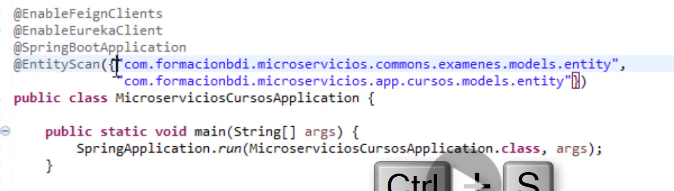 @EnableFeignClients
@EnableEurekaClient
@SpringBootApplication
@EntityScan({"com.formacionbdi.microservicios.commons.examenes.models.entity",
"com.formacionbdi.microservicios.app.cursos.models.entity"})
public class MicroserviciosCursosApplication {
public static void main(String[] args) {
SpringApplication.run(MicroserviciosCursosApplication.class, args);
}
Ctrl + S